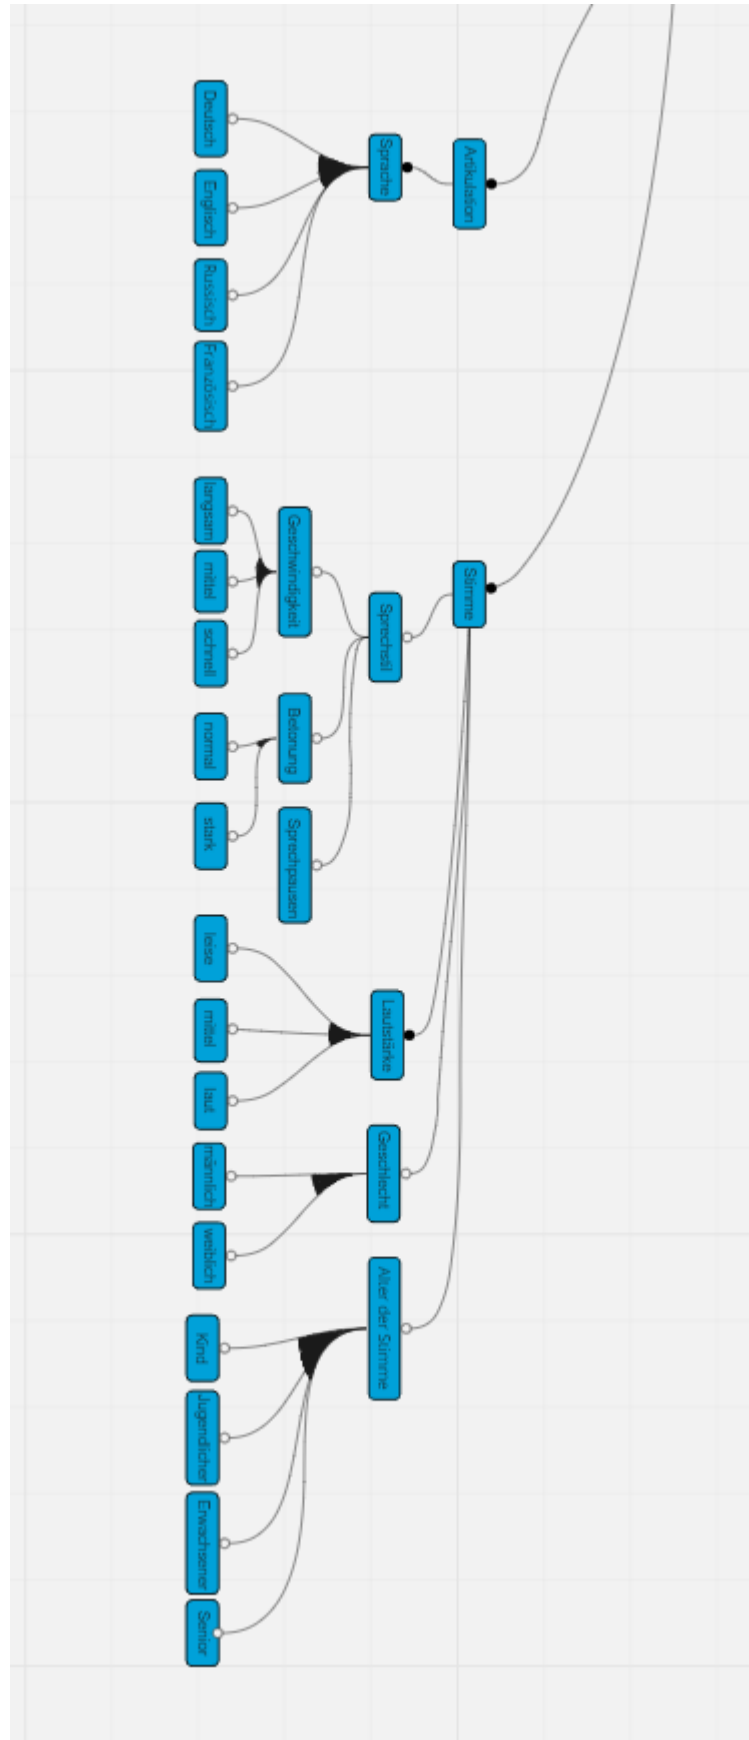 Artikulation
Sprache
Deutsch
Englisch
Russisch
Französisch
Stimme
Sprechstil
Geschwindigkeit
langsam
mittel
schnell
Betonung
normal
stark
Sprechpausen
Lautstärke
leise
mittel
laut
Geschlecht
männlich
weiblich
Alter der Stimme
Kind
Jugendlicher
Erwachsener
Senior